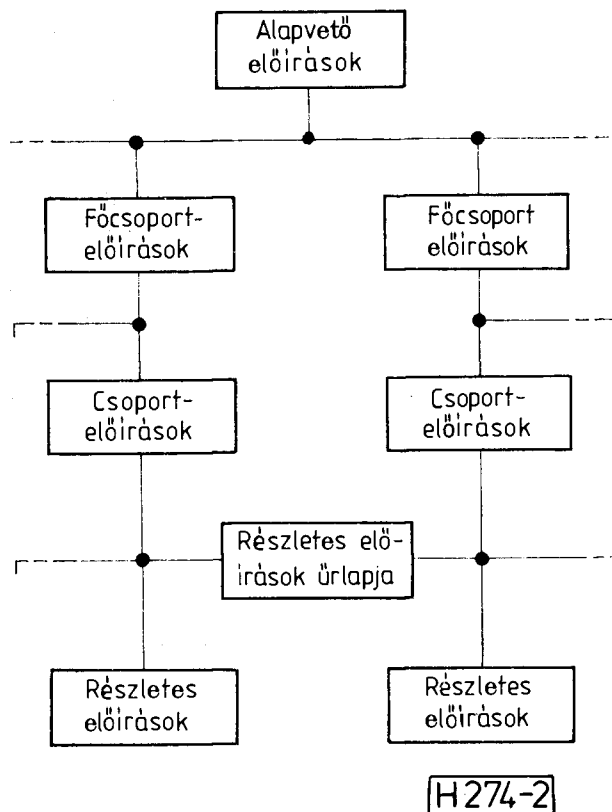 Alapvető
előírások
Főcsoport-
előírások
Főcsoport
előírások
Csoport-
előírások
Csoport-
előírások
Részletes elő-
írások űrlapja
Részletes
előírások
Részletes
előírások
H274-2